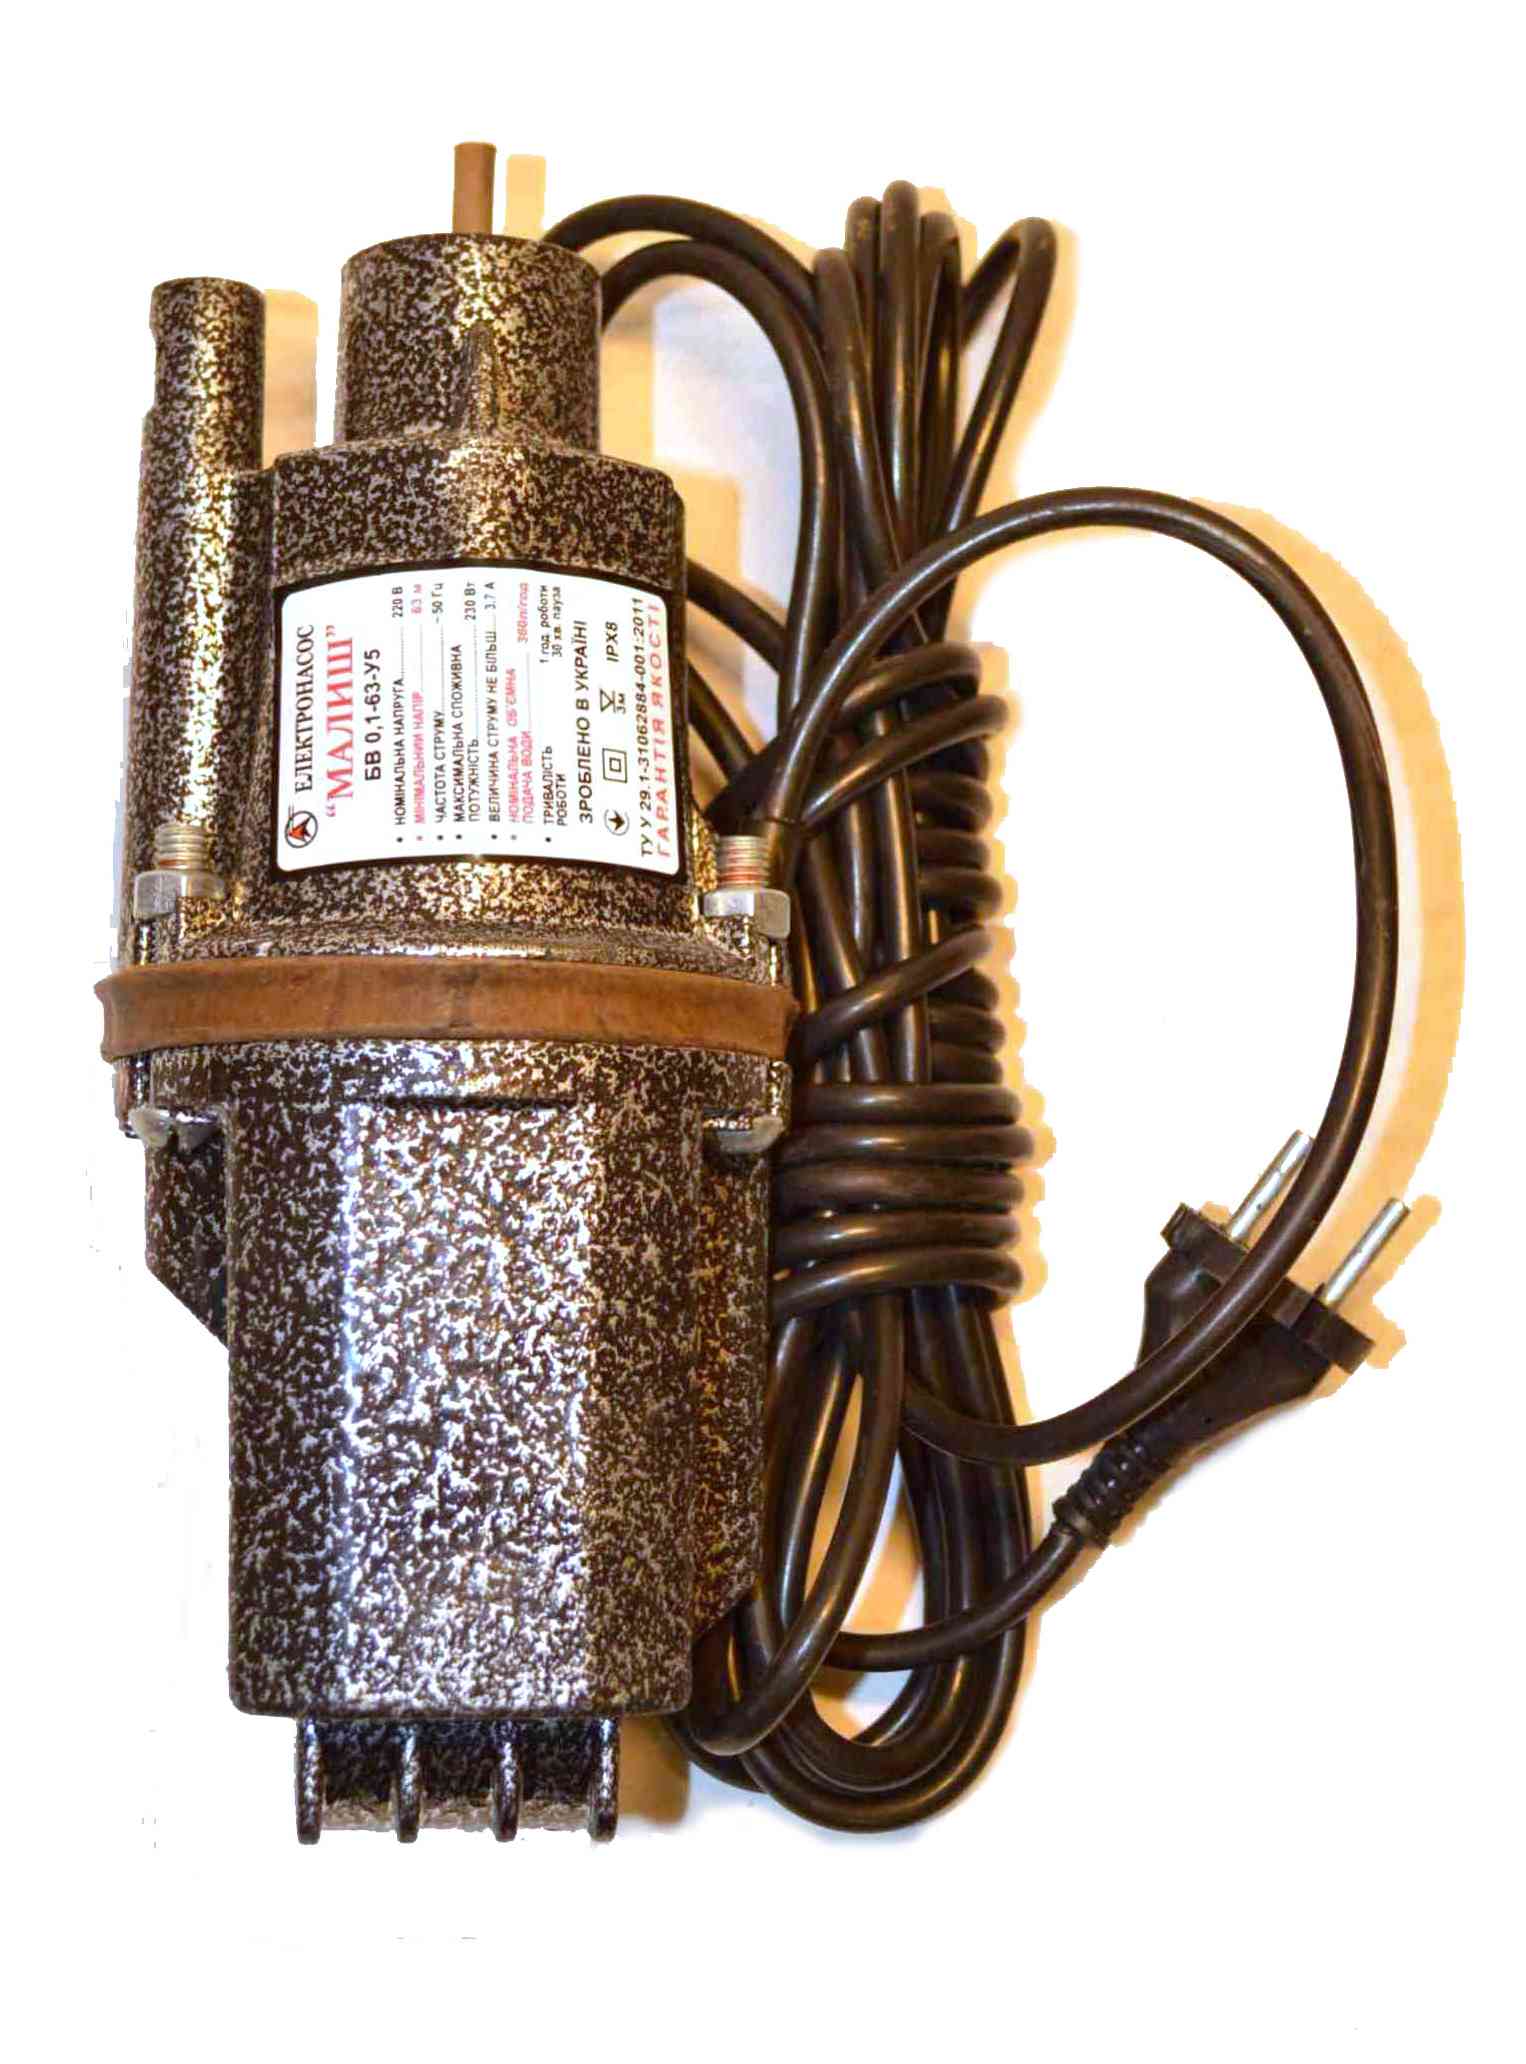 ЕЛЕКТРОНАСОС
“МАЛИШ”
БВ 0,1-63-У5
• НОМІНАЛЬНА НАПРУГА 220 В
• МІНІМАЛЬНИЙ НАПІР 63 м
• ЧАСТОТА СТРУМУ ~50 Гц
• МАКСИМАЛЬНА СПОЖИВНА
ПОТУЖНІСТЬ 230 Вт
• ВЕЛИЧИНА СТРУМУ НЕ БІЛЬШ 3,7 А
• НОМІНАЛЬНА ОБ'ЄМНА
ПОДАЧА ВОДИ 360л/год
• ТРИВАЛІСТЬ 1 год. роботи
РОБОТИ 30 хв. пауза
ЗРОБЛЕНО В УКРАЇНІ
3м IPX8
ТУ У 29.1-31062884-001:2011
ГАРАНТІЯ ЯКОСТІ